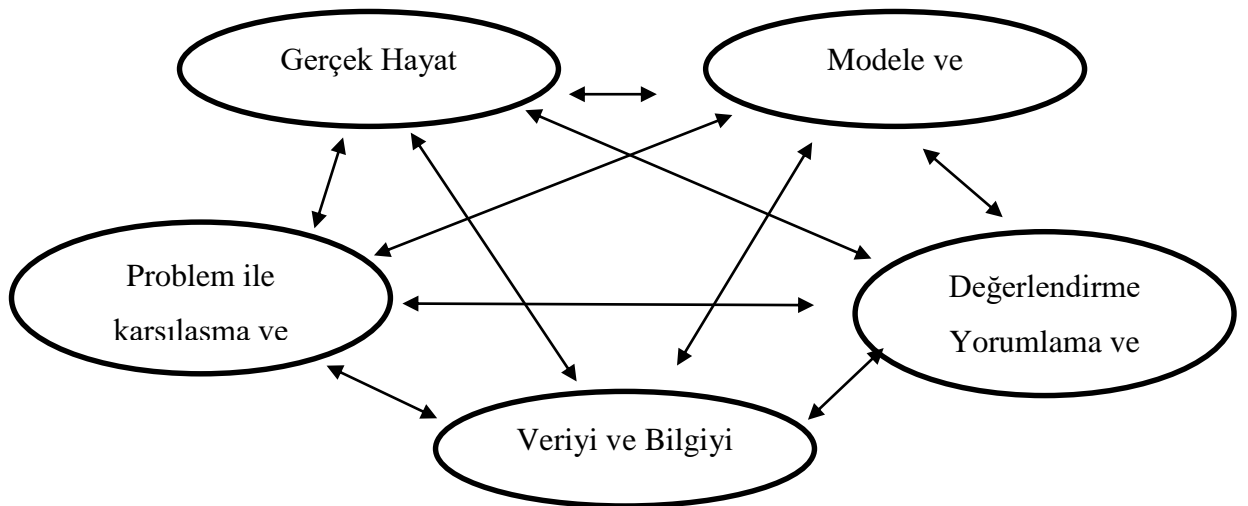 Gerçek Hayat
Modele ve
Problem ile
karsılasma ve
Değerlendirme
Yorumlama ve
Veriyi ve Bilgiyi